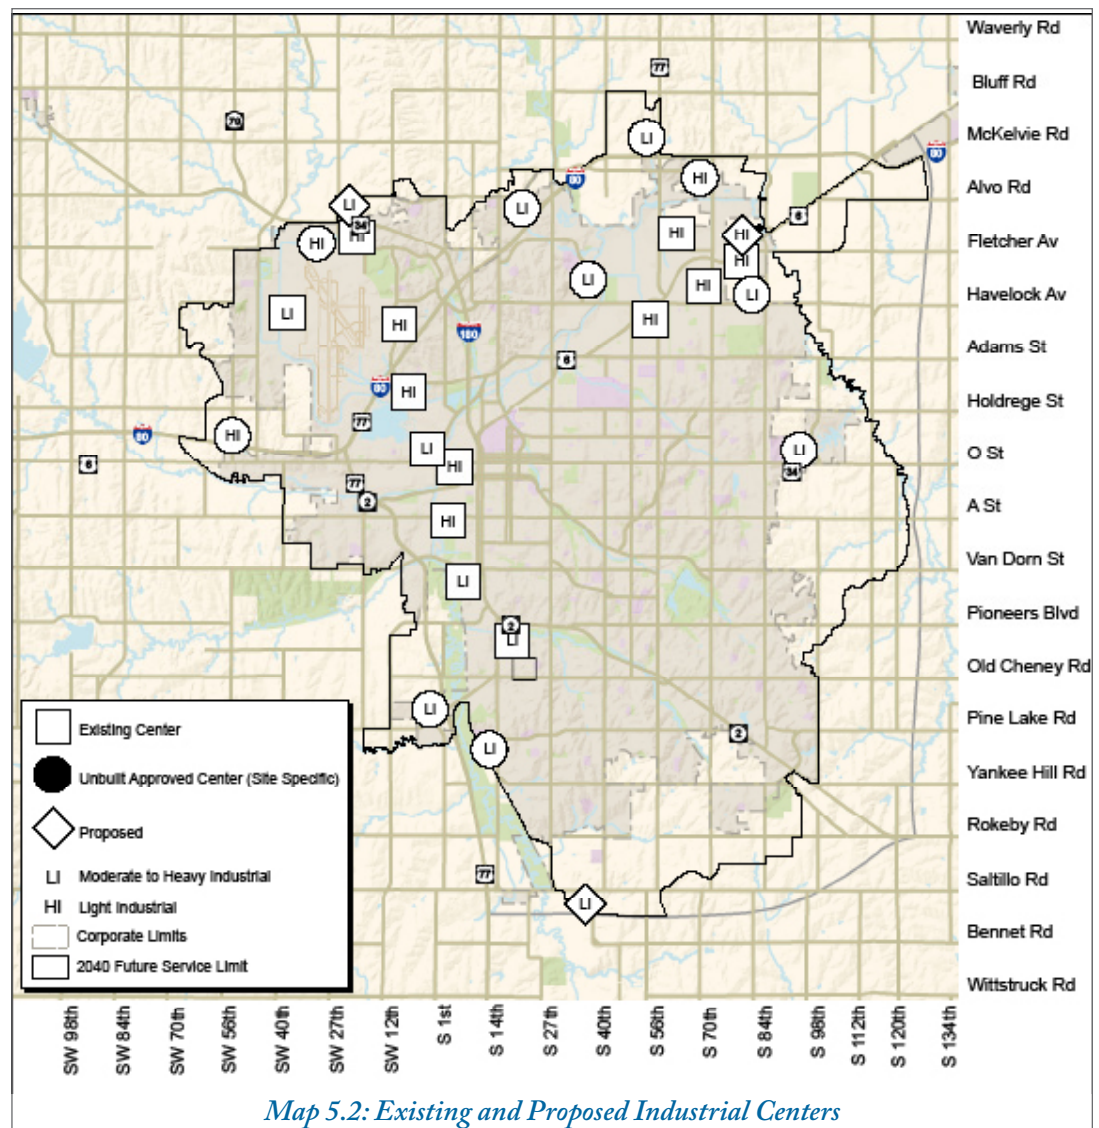 Waverly Rd
77
Bluff Rd
79
McKelvie Rd
LI
80
HI
80
Alvo Rd
LI
LI
6
34
HI
HI
HI
HI
Fletcher Av
HI
LI
HI
LI
Havelock Av
LI
HI
HI
180
Adams St
6
80
HI
Holdrege St
77
HI
80
LI
LI
O St
6
HI
34
77
2
A St
HI
Van Dorn St
LI
Pioneers Blvd
2
LI
Old Cheney Rd
LI
Pine Lake Rd
2
LI
Yankee Hill Rd
Rokeby Rd
77
Saltillo Rd
LI
Bennet Rd
Wittstruck Rd
Existing Center
Unbuilt Approved Center (Site Specific)
Proposed
LI Moderate to Heavy Industrial
HI Light Industrial
Corporate Limits
2040 Future Service Limit
SW 98th
SW 84th
SW 70th
SW 56th
SW 40th
SW 27th
SW 12th
S 1st
S 14th
S 27th
S 40th
S 56th
S 70th
S 84th
S 98th
S 112th
S 120th
S 134th
Map 5.2: Existing and Proposed Industrial Centers